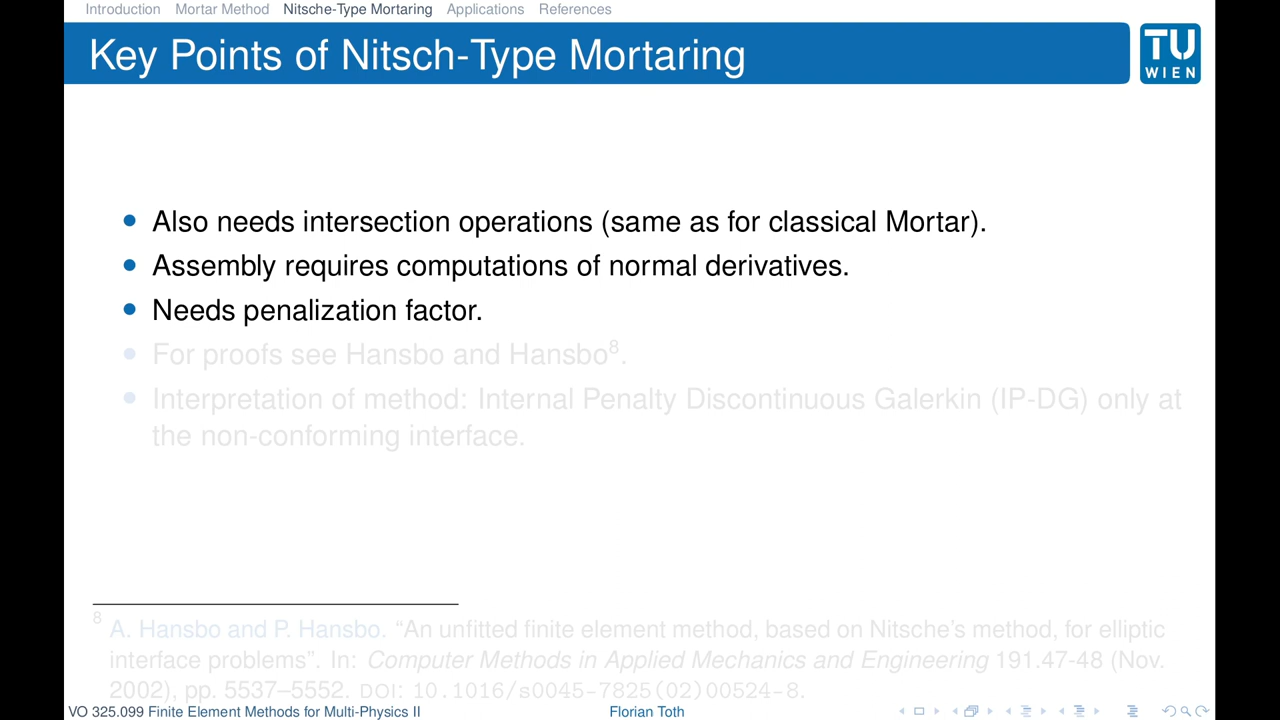 Introduction Mortar Method Nitsche-Type Mortaring Applications References
Key Points of Nitsch-Type Mortaring
TU
WIEN
• Also needs intersection operations (same as for classical Mortar).
• Assembly requires computations of normal derivatives.
• Needs penalization factor.
• For proofs see Hansbo and Hansbo⁸.
• Interpretation of method: Internal Penalty Discontinuous Galerkin (IP-DG) only at
the non-conforming interface.
⁸ A. Hansbo and P. Hansbo. “An unfitted finite element method, based on Nitsche’s method, for elliptic
interface problems”. In: Computer Methods in Applied Mechanics and Engineering 191.47-48 (Nov.
2002), pp. 5537–5552. DOI: 10.1016/s0045-7825(02)00524-8.
VO 325.099 Finite Element Methods for Multi-Physics II Florian Toth